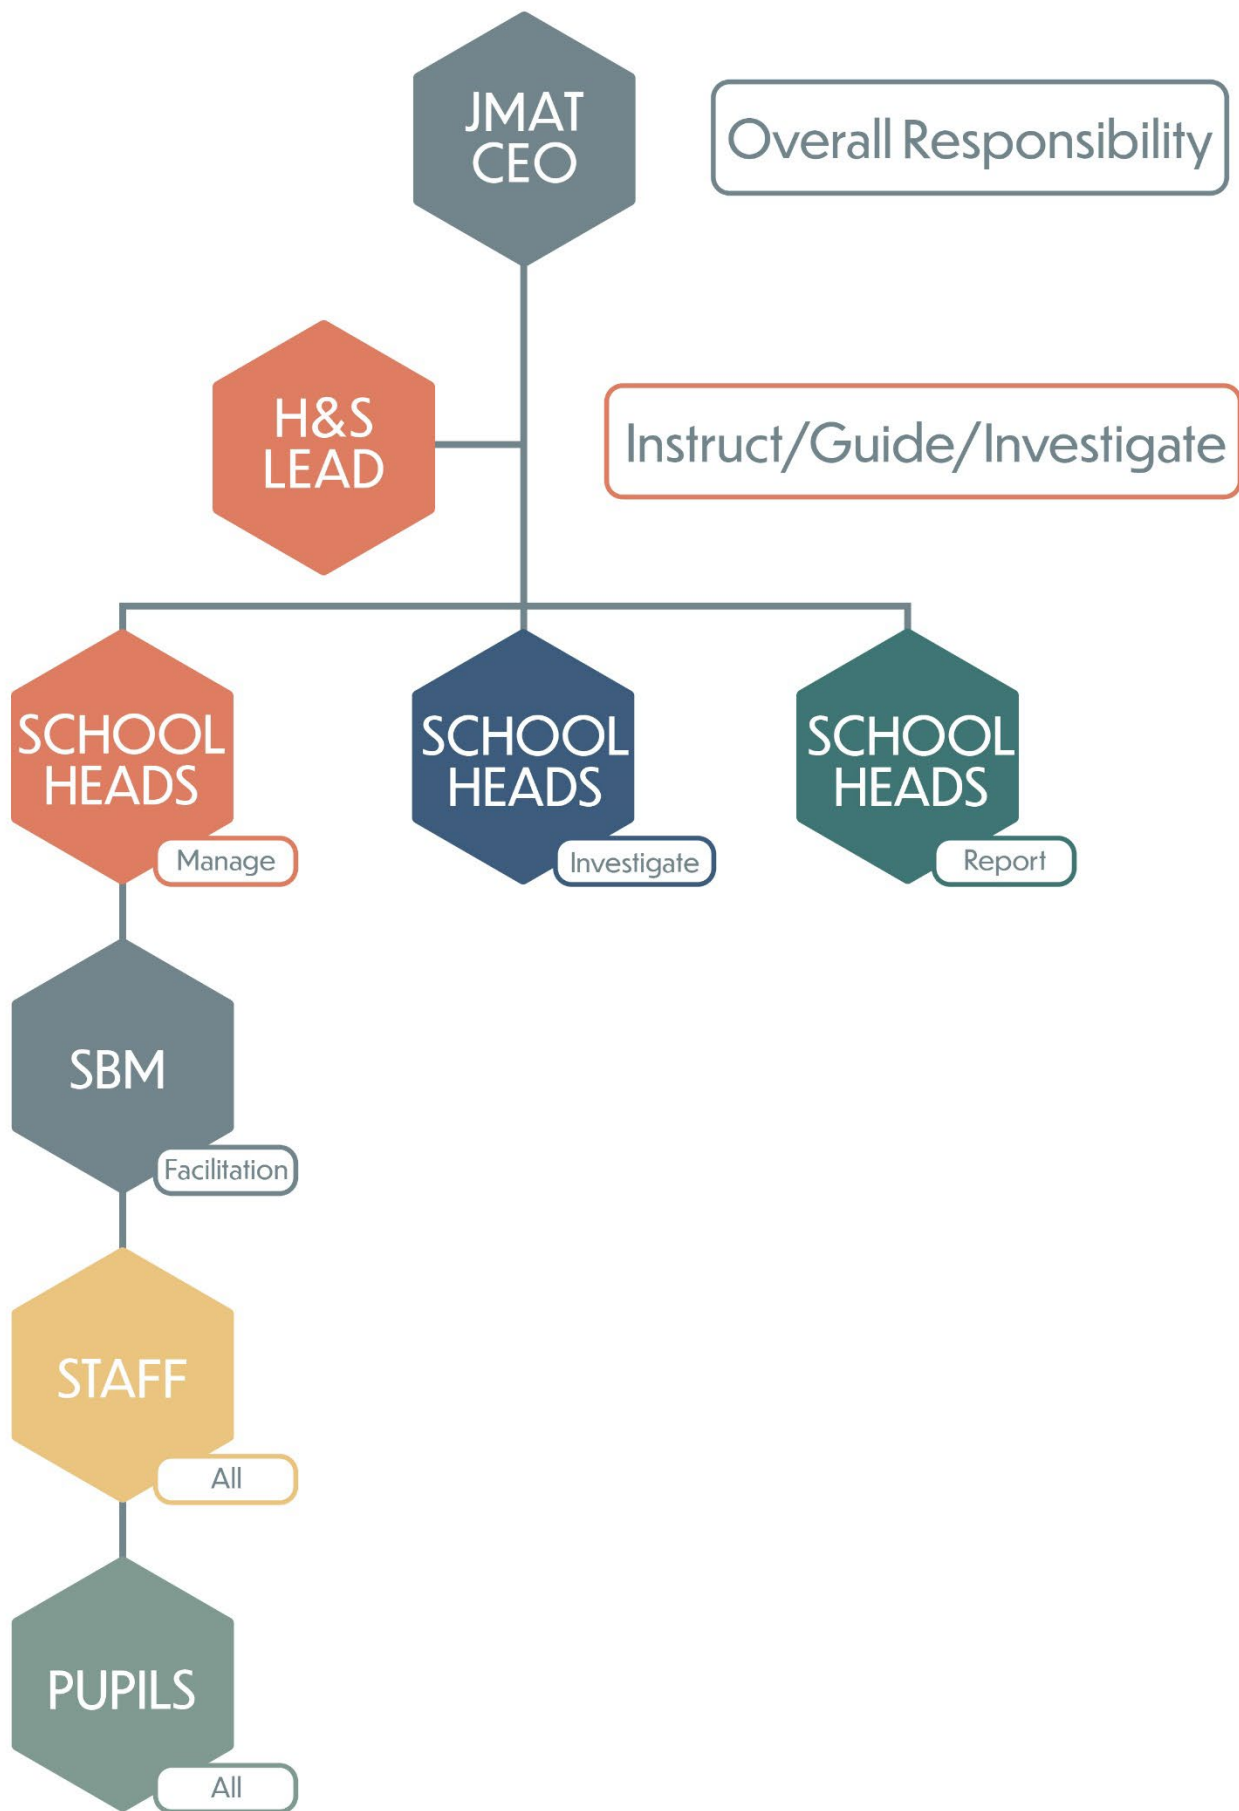 JMAT
CEO
Overall Responsibility
H&S
LEAD
Instruct/Guide/Investigate
SCHOOL
HEADS
Manage
SCHOOL
HEADS
Investigate
SCHOOL
HEADS
Report
SBM
Facilitation
STAFF
All
PUPILS
All